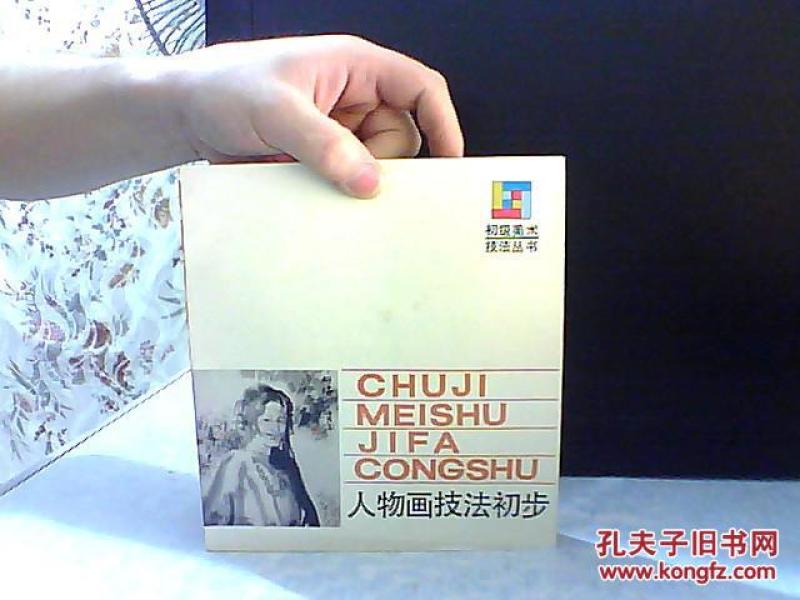 初级美术
技法丛书
CHUJI
MEISHU
JIFA
CONGSHU
人物画技法初步
孔夫子旧书网
www.kongfz.com